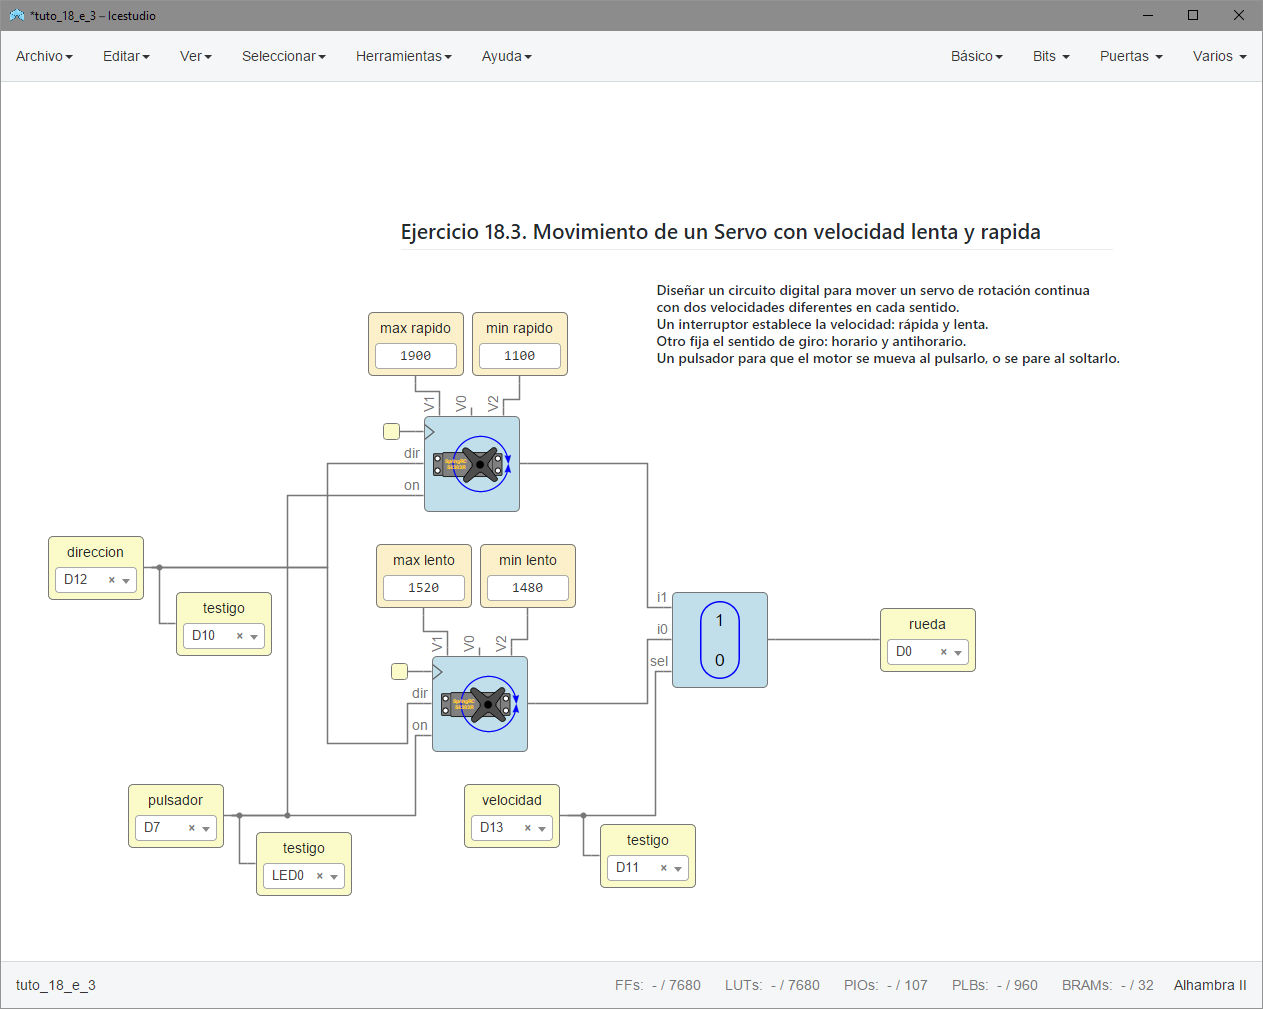 *tuto_18_e_3 – Icestudio
Archivo Editar Ver Seleccionar Herramientas Ayuda Básico Bits Puertas Varios
Ejercicio 18.3. Movimiento de un Servo con velocidad lenta y rapida
Diseñar un circuito digital para mover un servo de rotación continua
con dos velocidades diferentes en cada sentido.
Un interruptor establece la velocidad: rápida y lenta.
Otro fija el sentido de giro: horario y antihorario.
Un pulsador para que el motor se mueva al pulsarlo, o se pare al soltarlo.
max rapido min rapido
1900 1100
V1 V0 V2
dir
on
direccion
D12 ×
testigo
D10 ×
max lento min lento
1520 1480
V1 V0 V2
dir
on
i1
i0
sel
1
0
rueda
D0 ×
pulsador
D7 ×
testigo
LED0 ×
velocidad
D13 ×
testigo
D11 ×
tuto_18_e_3 FFs: - / 7680 LUTs: - / 7680 PIOs: - / 107 PLBs: - / 960 BRAMs: - / 32 Alhambra II